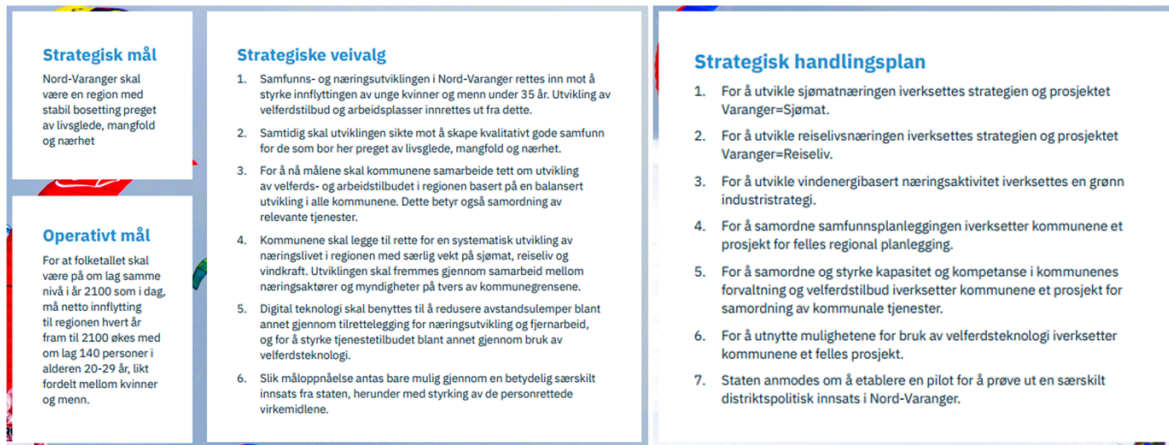 Strategisk mål
Nord-Varanger skal
være en region med
stabil bosetting preget
av livsglede, mangfold
og nærhet
Operativt mål
For at folketallet skal
være på om lag samme
nivå i år 2100 som i dag,
må netto innflytting
til regionen hvert år
fram til 2100 økes med
om lag 140 personer i
alderen 20-29 år, likt
fordelt mellom kvinner
og menn.
Strategiske veivalg
1. Samfunns- og næringsutviklingen i Nord-Varanger rettes inn mot å
styrke innflyttingen av unge kvinner og menn under 35 år. Utvikling av
velferdstilbud og arbeidsplasser innrettes ut fra dette.
2. Samtidig skal utviklingen sikte mot å skape kvalitativt gode samfunn
for de som bor her preget av livsglede, mangfold og nærhet.
3. For å nå målene skal kommunene samarbeide tett om utvikling
av velferds- og arbeidstilbudet i regionen basert på en balansert
utvikling i alle kommunene. Dette betyr også samordning av
relevante tjenester.
4. Kommunene skal legge til rette for en systematisk utvikling av
næringslivet i regionen med særlig vekt på sjømat, reiseliv og
vindkraft. Utviklingen skal fremmes gjennom samarbeid mellom
næringsaktører og myndigheter på tvers av kommunegrensene.
5. Digital teknologi skal benyttes til å redusere avstandsulemper blant
annet gjennom tilrettelegging for næringsutvikling og fjernarbeid,
og for å styrke tjenestetilbudet blant annet gjennom bruk av
velferdsteknologi.
6. Slik måloppnåelse antas bare mulig gjennom en betydelig særskilt
innsats fra staten, herunder med styrking av de personrettede
virkemidlene.
Strategisk handlingsplan
1. For å utvikle sjømatnæringen iverksettes strategien og prosjektet
Varanger=Sjømat.
2. For å utvikle reiselivsnæringen iverksettes strategien og prosjektet
Varanger=Reiseliv.
3. For å utvikle vindenergibasert næringsaktivitet iverksettes en grønn
industristrategi.
4. For å samordne samfunnsplanleggingen iverksetter kommunene et
prosjekt for felles regional planlegging.
5. For å samordne og styrke kapasitet og kompetanse i kommunenes
forvaltning og velferdstilbud iverksetter kommunene et prosjekt for
samordning av kommunale tjenester.
6. For å utnytte mulighetene for bruk av velferdsteknologi iverksetter
kommunene et felles prosjekt.
7. Staten anmodes om å etablere en pilot for å prøve ut en særskilt
distriktspolitisk innsats i Nord-Varanger.